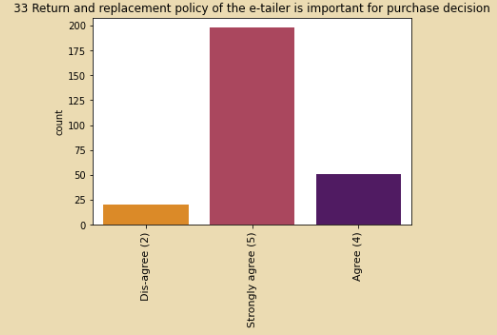 33 Return and replacement policy of the e-tailer is important for purchase decision
200
175
150
125
100
75
50
25
0
count
Dis-agree (2)
Strongly agree (5)
Agree (4)